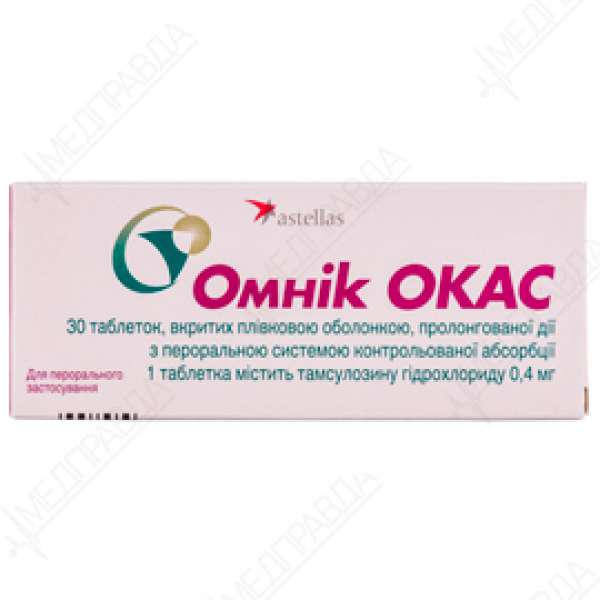 МЕДПРАВДА
astellas
Омнік ОКАС
30 таблеток, вкритих плівковою оболонкою, пролонгованої дії
з пероральною системою контрольованої абсорбції
1 таблетка містить тамсулозину гідрохлориду 0,4 мг
Для перорального
застосування